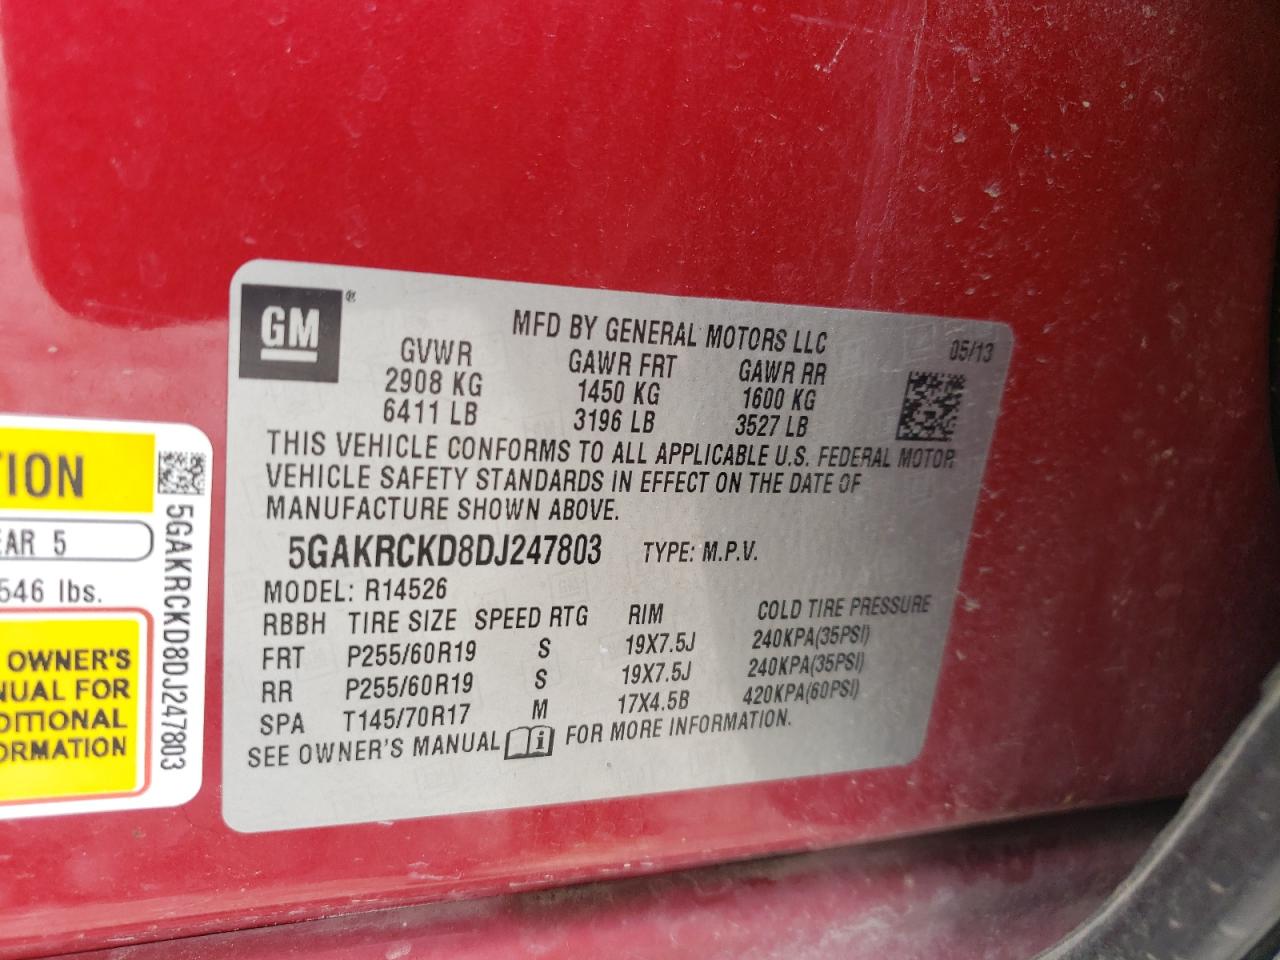 GM ®
MFD BY GENERAL MOTORS LLC
05/13
GVWR GAWR FRT GAWR RR
2908 KG 1450 KG 1600 KG
6411 LB 3196 LB 3527 LB
THIS VEHICLE CONFORMS TO ALL APPLICABLE U.S. FEDERAL MOTOR
VEHICLE SAFETY STANDARDS IN EFFECT ON THE DATE OF
MANUFACTURE SHOWN ABOVE.
5GAKRCKD8DJ247803 TYPE: M.P.V.
MODEL: R14526
RBBH TIRE SIZE SPEED RTG RIM COLD TIRE PRESSURE
FRT P255/60R19 S 19X7.5J 240KPA(35PSI)
RR P255/60R19 S 19X7.5J 240KPA(35PSI)
SPA T145/70R17 M 17X4.5B 420KPA(60PSI)
SEE OWNER'S MANUAL i FOR MORE INFORMATION.
TION
EAR 5
546 lbs.
OWNER'S
NUAL FOR
DITIONAL
ORMATION
5GAKRCKD8DJ247803